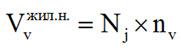 Vᵥжил.н. = Nⱼ × nᵥ